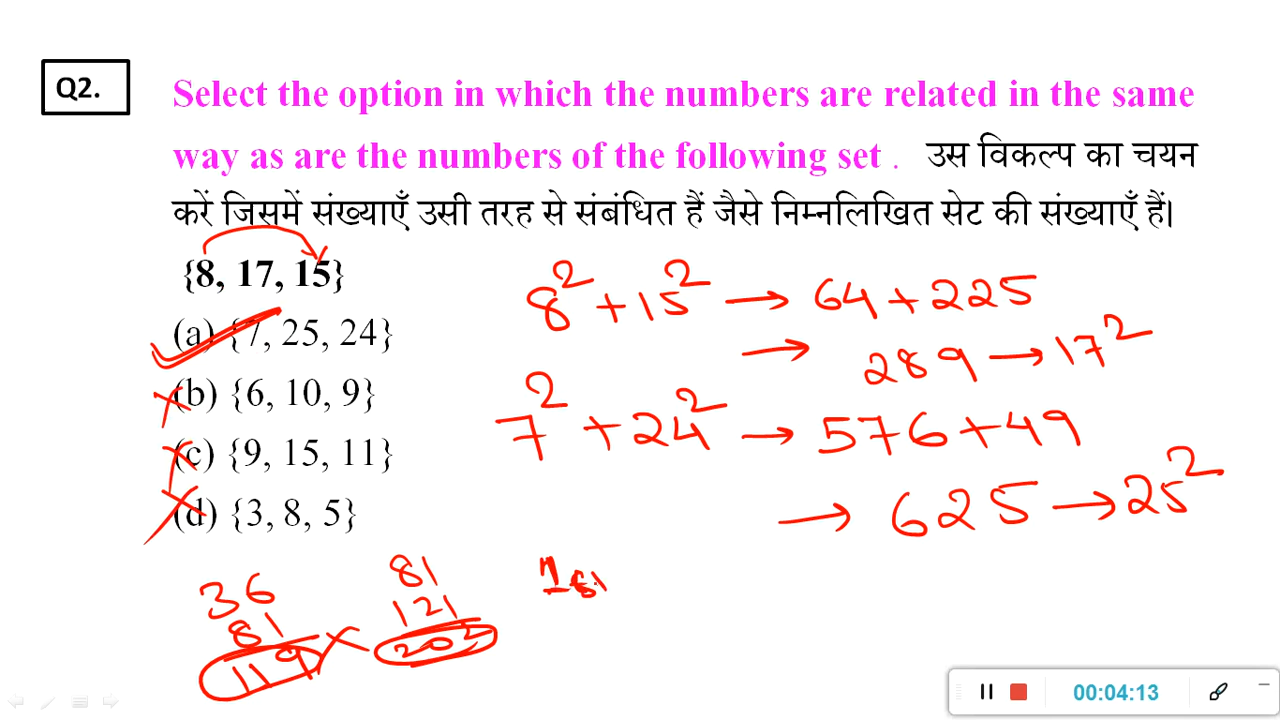 Q2.
Select the option in which the numbers are related in the same
way as are the numbers of the following set . उस विकल्प का चयन
करें जिसमें संख्याएँ उसी तरह से संबंधित हैं जैसे निम्नलिखित सेट की संख्याएँ हैं।
{8, 17, 15}
(a) {7, 25, 24}
(b) {6, 10, 9}
(c) {9, 15, 11}
(d) {3, 8, 5}
8² + 15² → 64 + 225
→ 289 → 17²
7² + 24² → 576 + 49
→ 625 → 25²
36
81
119
81
121
202
00:04:13